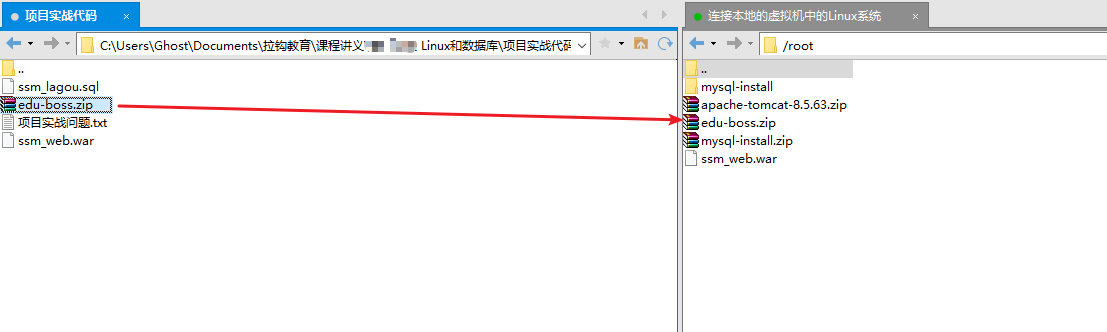 项目实战代码
C:\Users\Ghost\Documents\拉钩教育\课程讲义 Linux和数据库\项目实战代码
..
ssm_lagou.sql
edu-boss.zip
项目实战问题.txt
ssm_web.war
连接本地的虚拟机中的Linux系统
/root
..
mysql-install
apache-tomcat-8.5.63.zip
edu-boss.zip
mysql-install.zip
ssm_web.war